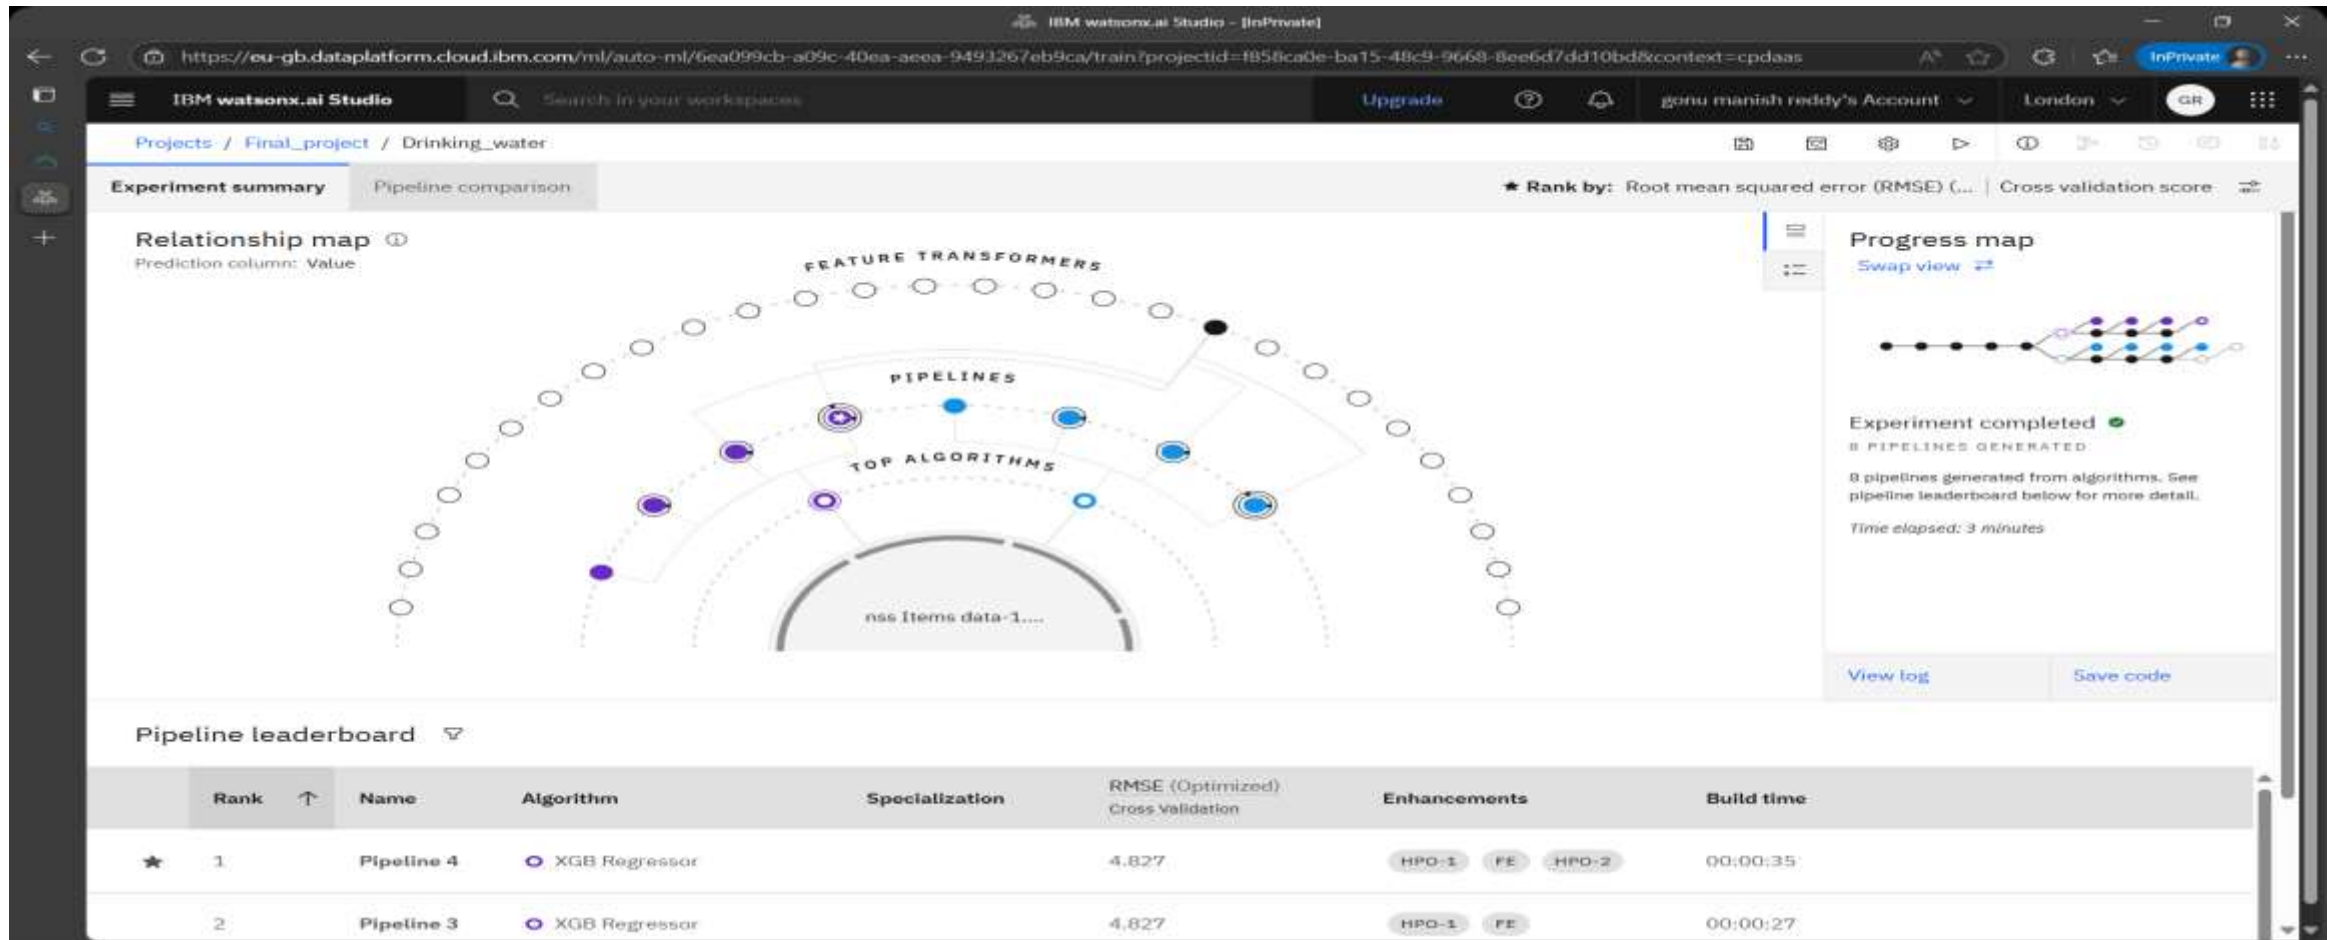 IBM watsonx.ai Studio - [InPrivate]
https://eu-gb.dataplatform.cloud.ibm.com/ml/auto-ml/6ea099cb-a09c-40ea-aeea-9493267eb9ca/train?projectid=f858ca0e-ba15-48c9-9668-8ee6d7dd10bd&context=cpdaas
InPrivate
IBM watsonx.ai Studio
Search in your workspaces
Upgrade
gonu manish reddy's Account
London
GR
Projects / Final_project / Drinking_water
Experiment summary
Pipeline comparison
★ Rank by: Root mean squared error (RMSE) (... | Cross validation score
Relationship map
Prediction column: Value
FEATURE TRANSFORMERS
PIPELINES
TOP ALGORITHMS
nss Items data-1....
Progress map
Swap view
Experiment completed
8 PIPELINES GENERATED
8 pipelines generated from algorithms. See
pipeline leaderboard below for more detail.
Time elapsed: 3 minutes
View log
Save code
Pipeline leaderboard
Rank ↑ Name Algorithm Specialization RMSE (Optimized) Cross Validation Enhancements Build time
★ 1 Pipeline 4 XGB Regressor 4.827 HPO-1 FE HPO-2 00:00:35
2 Pipeline 3 XGB Regressor 4.827 HPO-1 FE 00:00:27